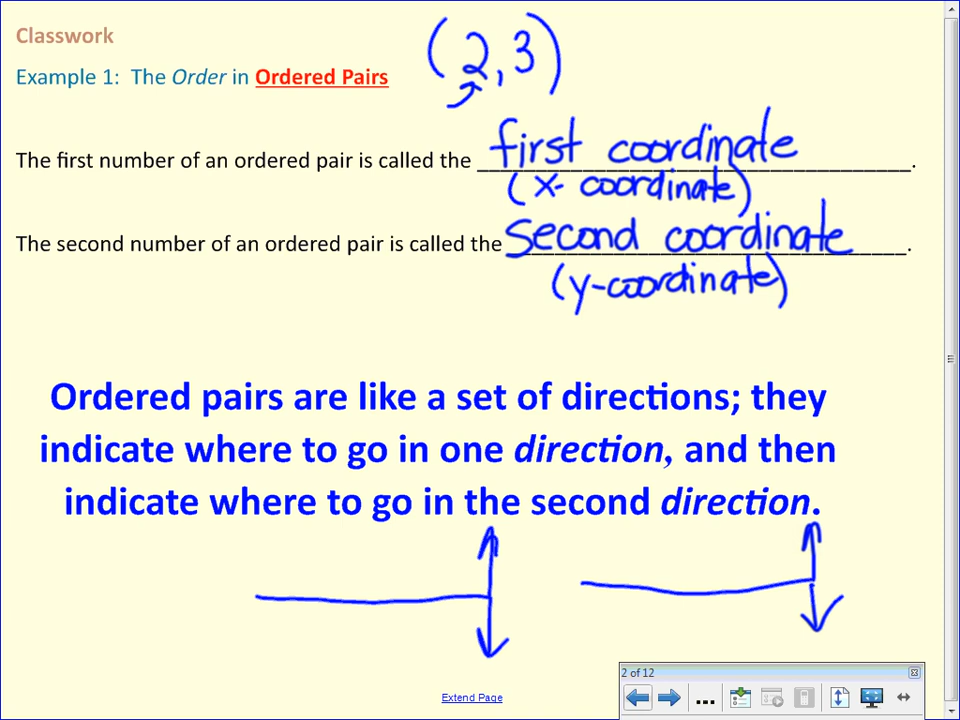 Classwork
(2,3)
Example 1: The Order in Ordered Pairs
The first number of an ordered pair is called the first coordinate.
(x- coordinate)
The second number of an ordered pair is called the second coordinate.
(y-coordinate)
Ordered pairs are like a set of directions; they
indicate where to go in one direction, and then
indicate where to go in the second direction.
Extend Page
2 of 12